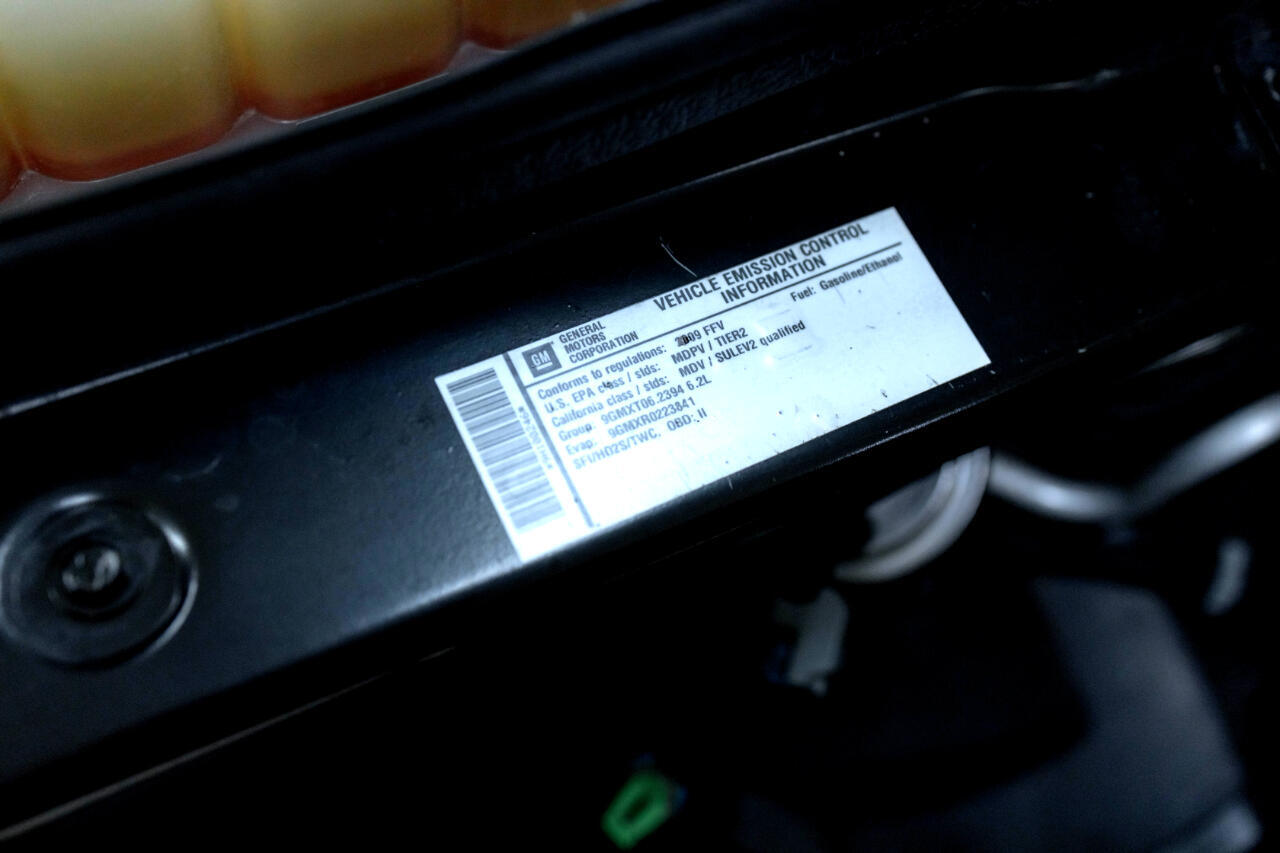 VEHICLE EMISSION CONTROL
INFORMATION
GM
GENERAL
MOTORS
CORPORATION
Fuel: Gasoline/Ethanol
Conforms to regulations: 2009 FFV
U.S. EPA class / stds: MDPV / TIER2
California class / stds: MDV / SULEV2 qualified
Group: 9GMXT06.2394 6.2L
Evap: 9GMXR0223841
SFI/HO2S/TWC, OBD: II